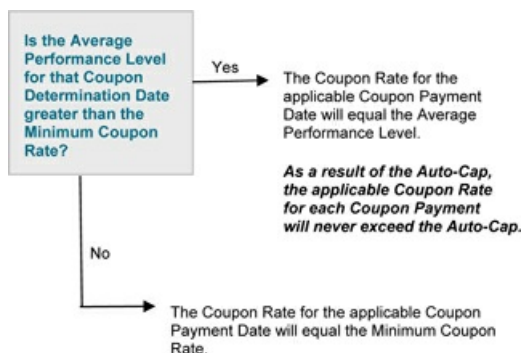 Is the Average
Performance Level
for that Coupon
Determination Date
greater than the
Minimum Coupon
Rate?
Yes
The Coupon Rate for the
applicable Coupon Payment
Date will equal the Average
Performance Level.
As a result of the Auto-Cap,
the applicable Coupon Rate
for each Coupon Payment
will never exceed the Auto-Cap.
No
The Coupon Rate for the applicable Coupon
Payment Date will equal the Minimum Coupon
Rate.